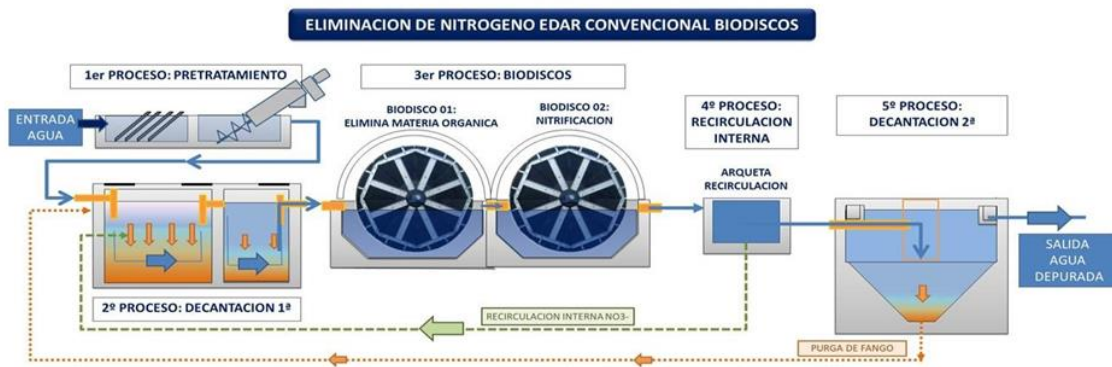 ELIMINACION DE NITROGENO EDAR CONVENCIONAL BIODISCOS
1er PROCESO: PRETRATAMIENTO
3er PROCESO: BIODISCOS
ENTRADA
AGUA
BIODISCO 01:
ELIMINA MATERIA ORGANICA
BIODISCO 02:
NITRIFICACION
4º PROCESO:
RECIRCULACION
INTERNA
5º PROCESO:
DECANTACION 2ª
ARQUETA
RECIRCULACION
SALIDA
AGUA
DEPURADA
2º PROCESO: DECANTACION 1ª
RECIRCULACION INTERNA NO3-
PURGA DE FANGO